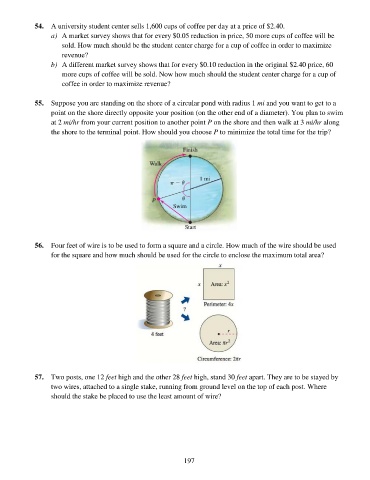 54. A university student center sells 1,600 cups of coffee per day at a price of $2.40.
a) A market survey shows that for every $0.05 reduction in price, 50 more cups of coffee will be
sold. How much should be the student center charge for a cup of coffee in order to maximize
revenue?
b) A different market survey shows that for every $0.10 reduction in the original $2.40 price, 60
more cups of coffee will be sold. Now how much should the student center charge for a cup of
coffee in order to maximize revenue?
55. Suppose you are standing on the shore of a circular pond with radius 1 mi and you want to get to a
point on the shore directly opposite your position (on the other end of a diameter). You plan to swim
at 2 mi/hr from your current position to another point P on the shore and then walk at 3 mi/hr along
the shore to the terminal point. How should you choose P to minimize the total time for the trip?
Finish
Walk
1 mi
π − θ
P
θ
Swim
Start
56. Four feet of wire is to be used to form a square and a circle. How much of the wire should be used
for the square and how much should be used for the circle to enclose the maximum total area?
x
x Area: x²
Perimeter: 4x
?
4 feet
r
Area: πr²
Circumference: 2πr
57. Two posts, one 12 feet high and the other 28 feet high, stand 30 feet apart. They are to be stayed by
two wires, attached to a single stake, running from ground level on the top of each post. Where
should the stake be placed to use the least amount of wire?
197